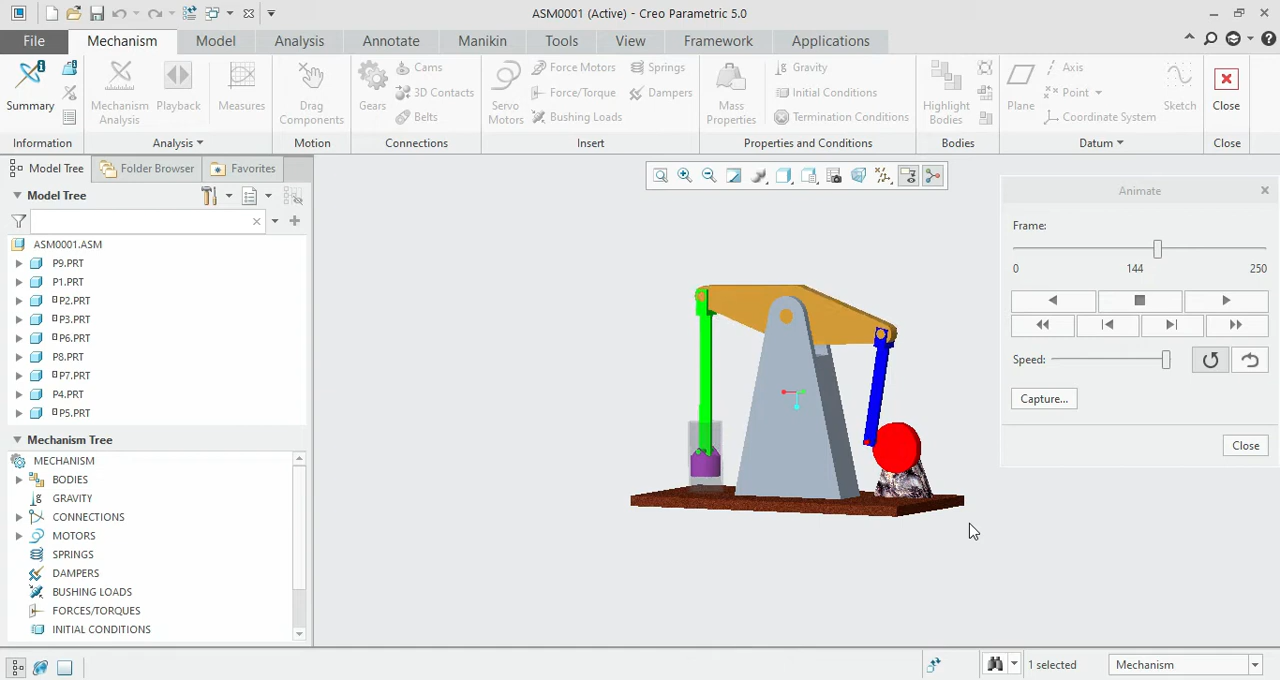 ASM0001 (Active) - Creo Parametric 5.0
File Mechanism Model Analysis Annotate Manikin Tools View Framework Applications
Summary
Mechanism Analysis
Playback
Measures
Drag Components
Gears
Cams
3D Contacts
Belts
Servo Motors
Force Motors
Force/Torque
Bushing Loads
Springs
Dampers
Mass Properties
Gravity
Initial Conditions
Termination Conditions
Highlight Bodies
Plane
Axis
Point
Coordinate System
Sketch
Close
Information Analysis Motion Connections Insert Properties and Conditions Bodies Datum Close
Model Tree Folder Browser Favorites
Model Tree
ASM0001.ASM
P9.PRT
P1.PRT
P2.PRT
P3.PRT
P6.PRT
P8.PRT
P7.PRT
P4.PRT
P5.PRT
Mechanism Tree
MECHANISM
BODIES
GRAVITY
CONNECTIONS
MOTORS
SPRINGS
DAMPERS
BUSHING LOADS
FORCES/TORQUES
INITIAL CONDITIONS
Animate
Frame:
0 144 250
Speed:
Capture...
Close
1 selected
Mechanism